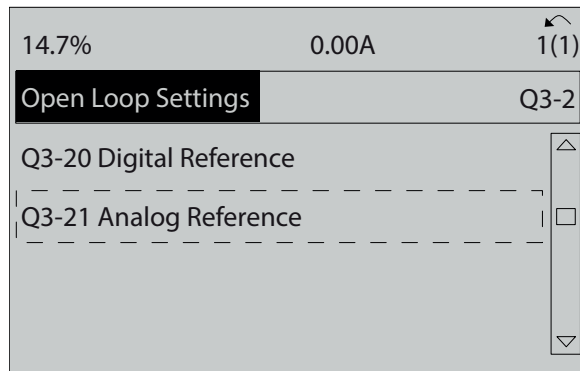 14.7% 0.00A 1(1)
Open Loop Settings Q3-2
Q3-20 Digital Reference
Q3-21 Analog Reference